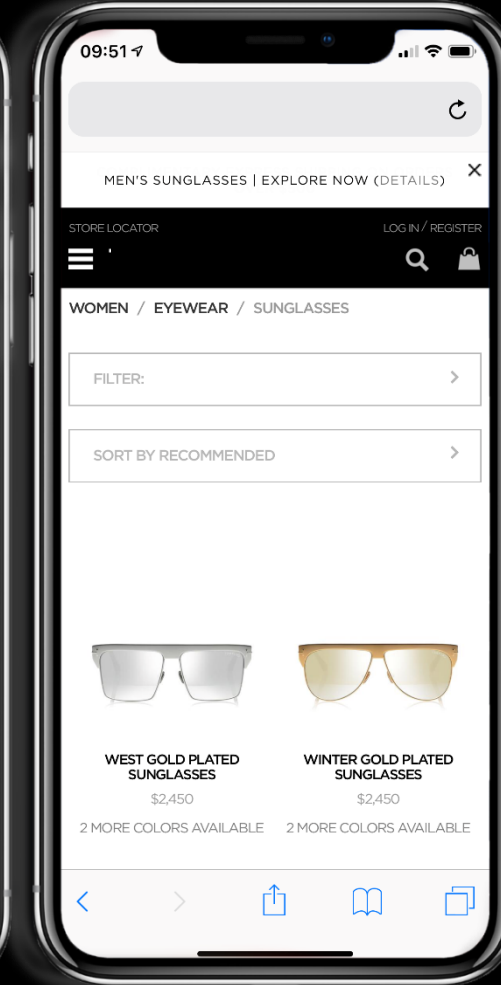 09:51
MEN'S SUNGLASSES | EXPLORE NOW (DETAILS)
STORE LOCATOR
LOG IN / REGISTER
WOMEN / EYEWEAR / SUNGLASSES
FILTER:
SORT BY RECOMMENDED
WEST GOLD PLATED
SUNGLASSES
$2,450
2 MORE COLORS AVAILABLE
WINTER GOLD PLATED
SUNGLASSES
$2,450
2 MORE COLORS AVAILABLE